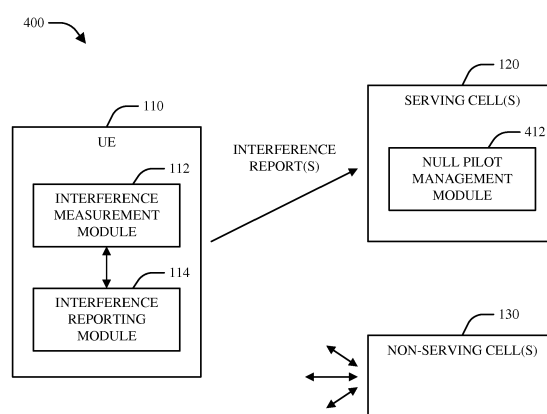 400
110
UE
112
INTERFERENCE
MEASUREMENT
MODULE
114
INTERFERENCE
REPORTING
MODULE
INTERFERENCE
REPORT(S)
120
SERVING CELL(S)
412
NULL PILOT
MANAGEMENT
MODULE
130
NON-SERVING CELL(S)